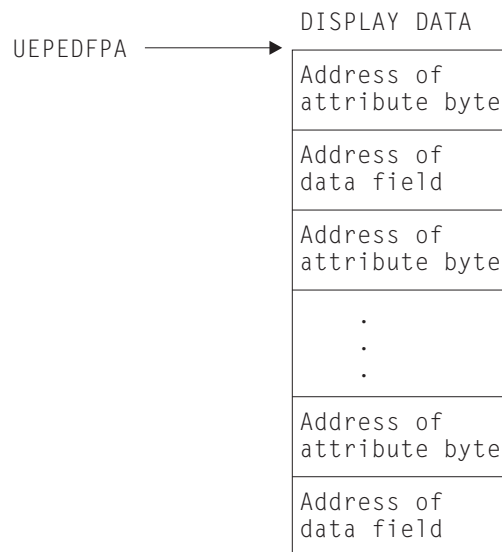 DISPLAY DATA
UEPEDFPA
Address of
attribute byte
Address of
data field
Address of
attribute byte
.
.
.
Address of
attribute byte
Address of
data field